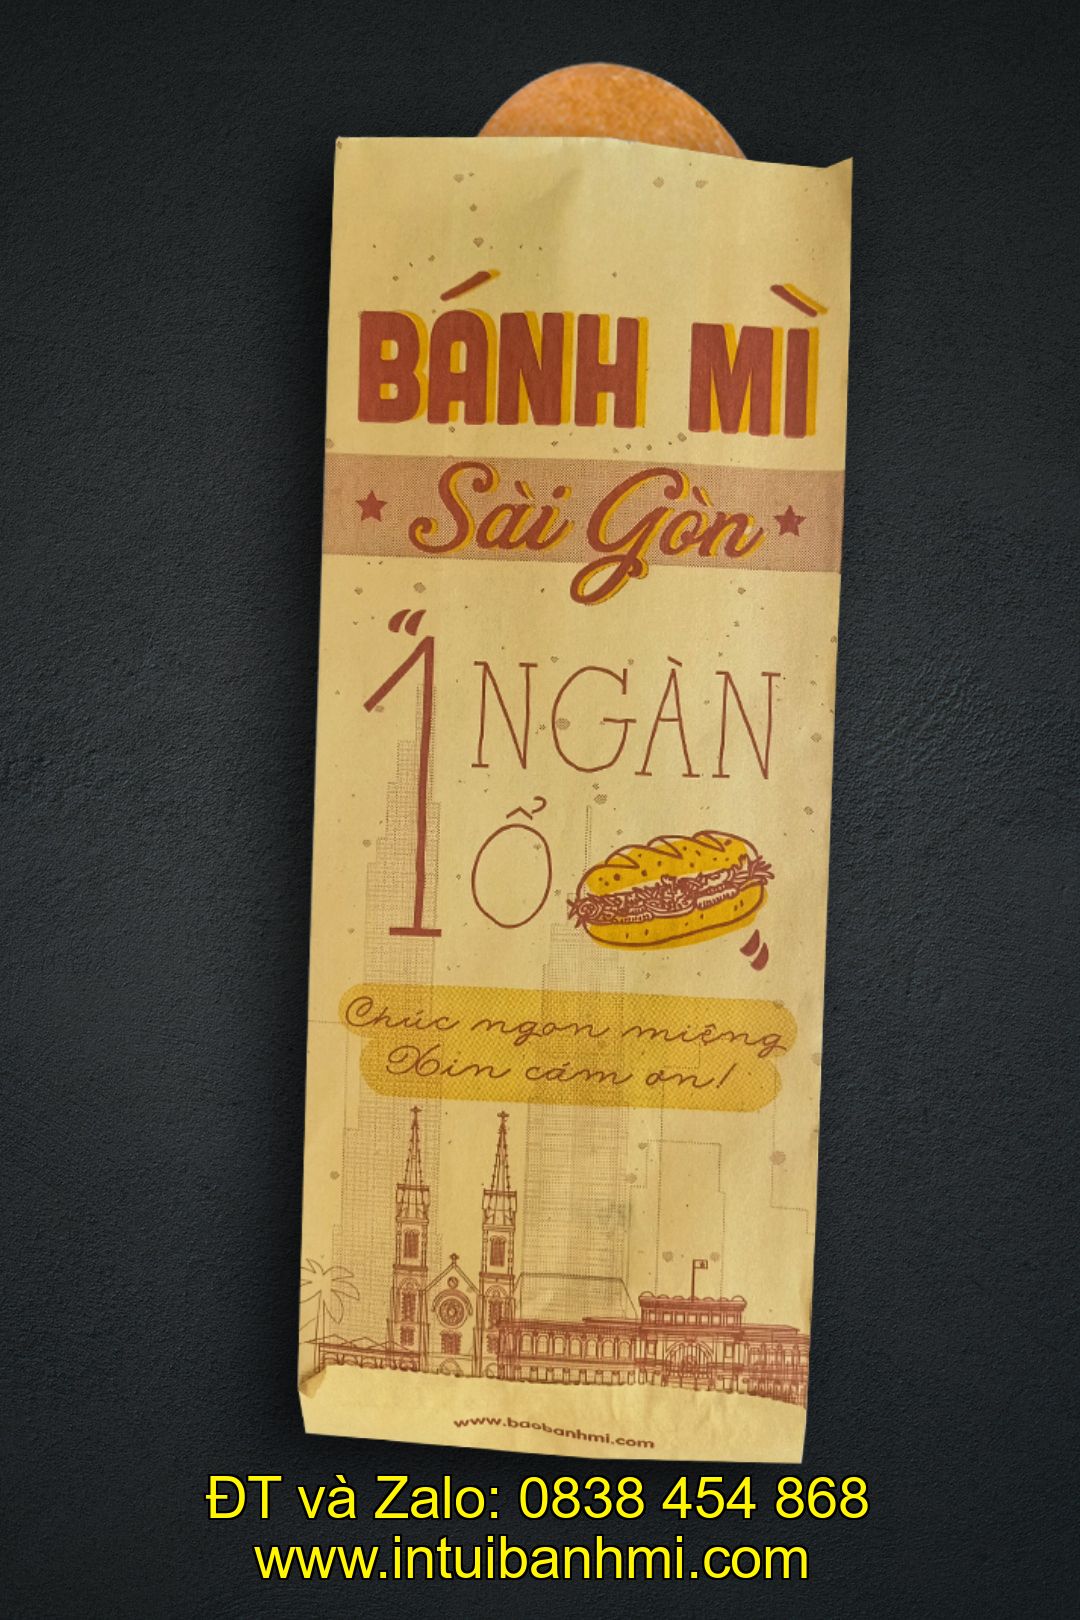 BÁNH MÌ
Sài Gòn
"1 NGÀN
Ổ "
Chúc ngon miệng
Xin cám ơn!
www.baobanhmi.com
ĐT và Zalo: 0838 454 868
www.intuibanhmi.com